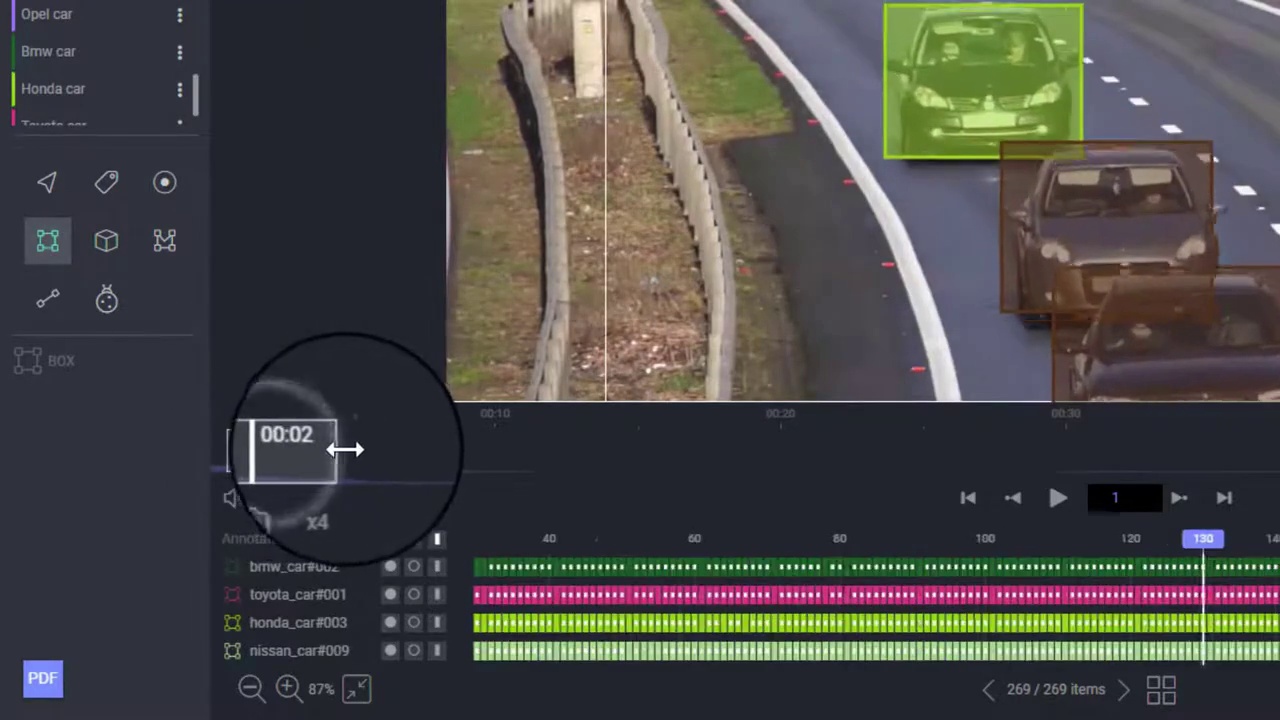 Opel car
Bmw car
Honda car
Toyota car
BOX
00:10 00:20 00:30
00:02
x4
1
40 60 80 100 120 130
bmw_car#002
toyota_car#001
honda_car#003
nissan_car#009
PDF
87%
269 / 269 items